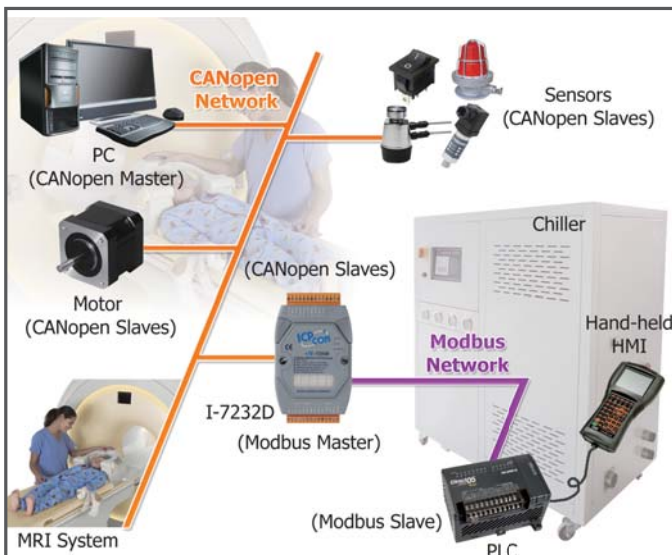 CANopen
Network
PC
(CANopen Master)
Sensors
(CANopen Slaves)
Motor
(CANopen Slaves)
(CANopen Slaves)
Chiller
Hand-held
HMI
Modbus
Network
ICP
CON
I-7232D
(Modbus Master)
(Modbus Slave)
PLC
MRI System